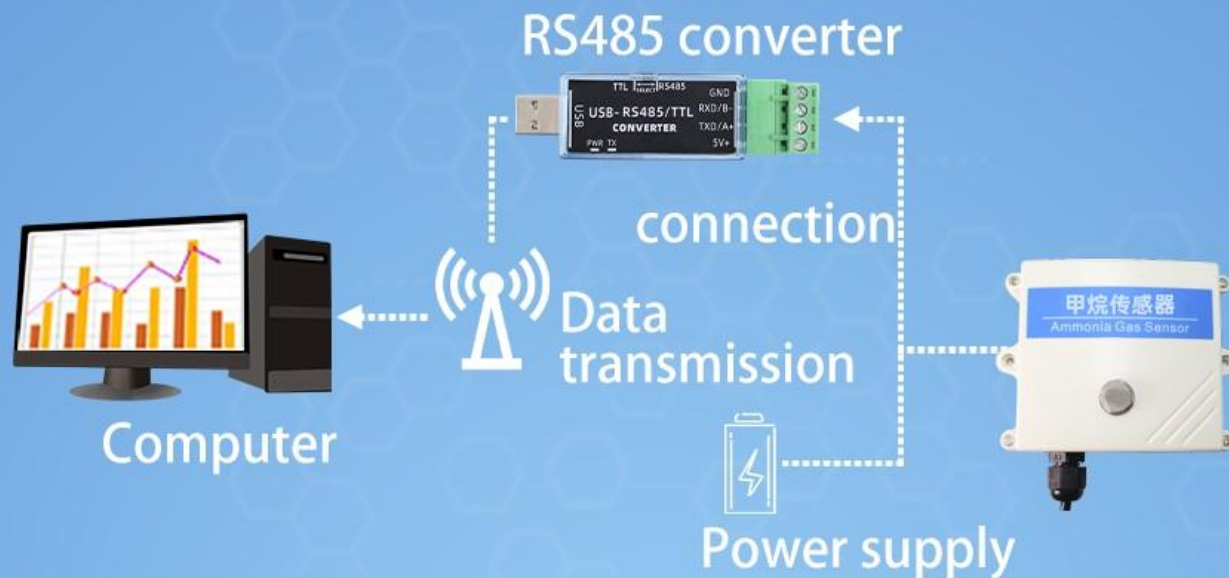 RS485 converter
TTL SELECT RS485
GND
USB
USB-RS485/TTL
RXD/B-
CONVERTER
TXD/A+
PWR TX
5V+
connection
甲烷传感器
Ammonia Gas Sensor
Data
transmission
Computer
Power supply